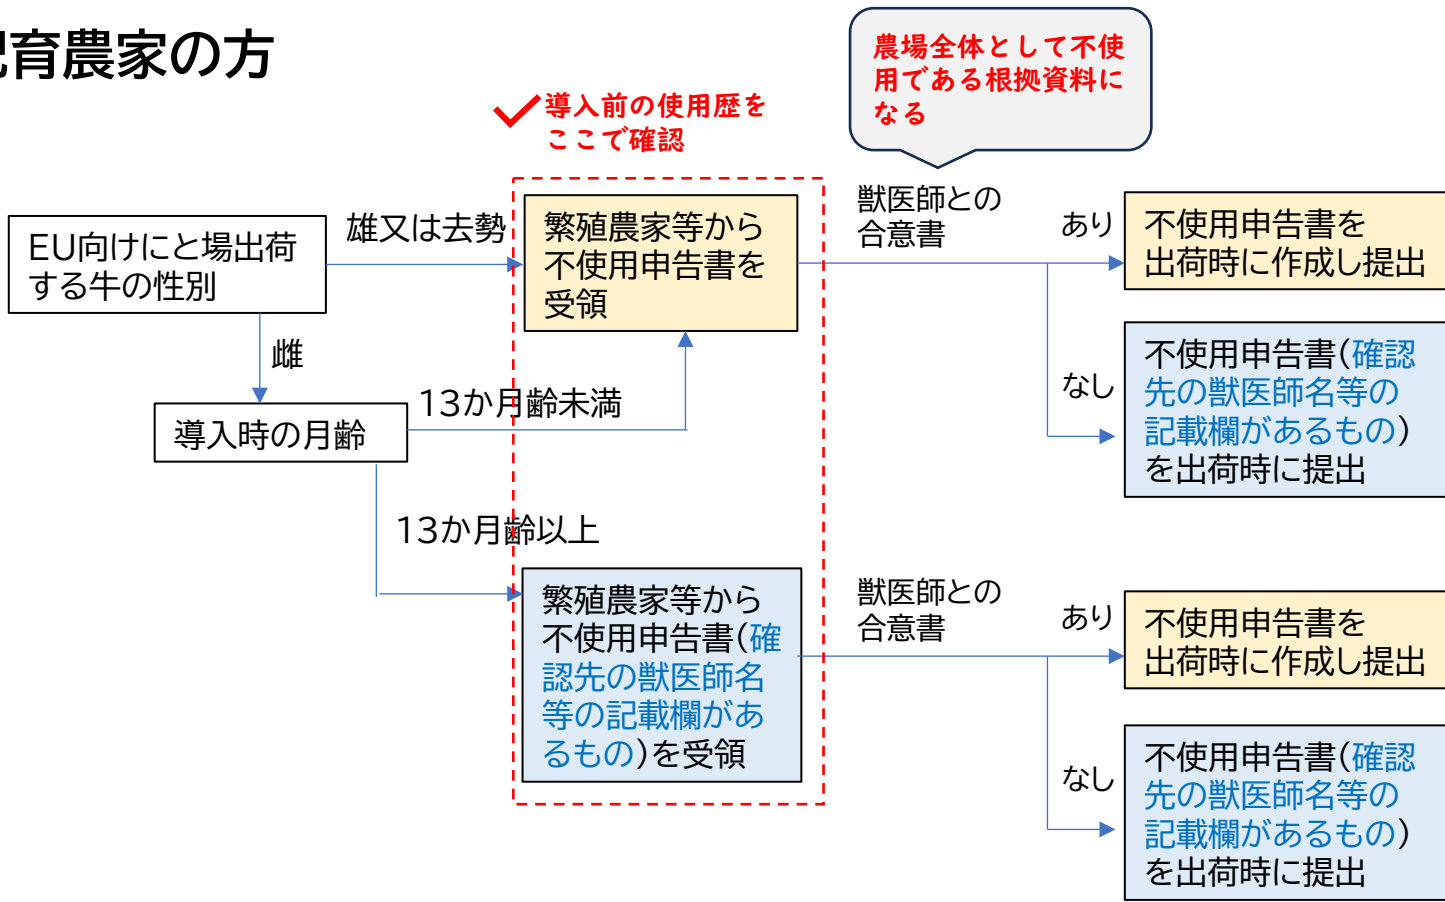 肥育農家の方
農場全体として不使
用である根拠資料に
なる
導入前の使用歴を
ここで確認
EU向けにと場出荷
する牛の性別
雄又は去勢
繁殖農家等から
不使用申告書を
受領
獣医師との
合意書
あり
不使用申告書を
出荷時に作成し提出
なし
不使用申告書(確認
先の獣医師名等の
記載欄があるもの)
を出荷時に提出
雌
導入時の月齢
13か月齢未満
13か月齢以上
繁殖農家等から
不使用申告書(確
認先の獣医師名
等の記載欄があ
るもの)を受領
獣医師との
合意書
あり
不使用申告書を
出荷時に作成し提出
なし
不使用申告書(確認
先の獣医師名等の
記載欄があるもの)
を出荷時に提出